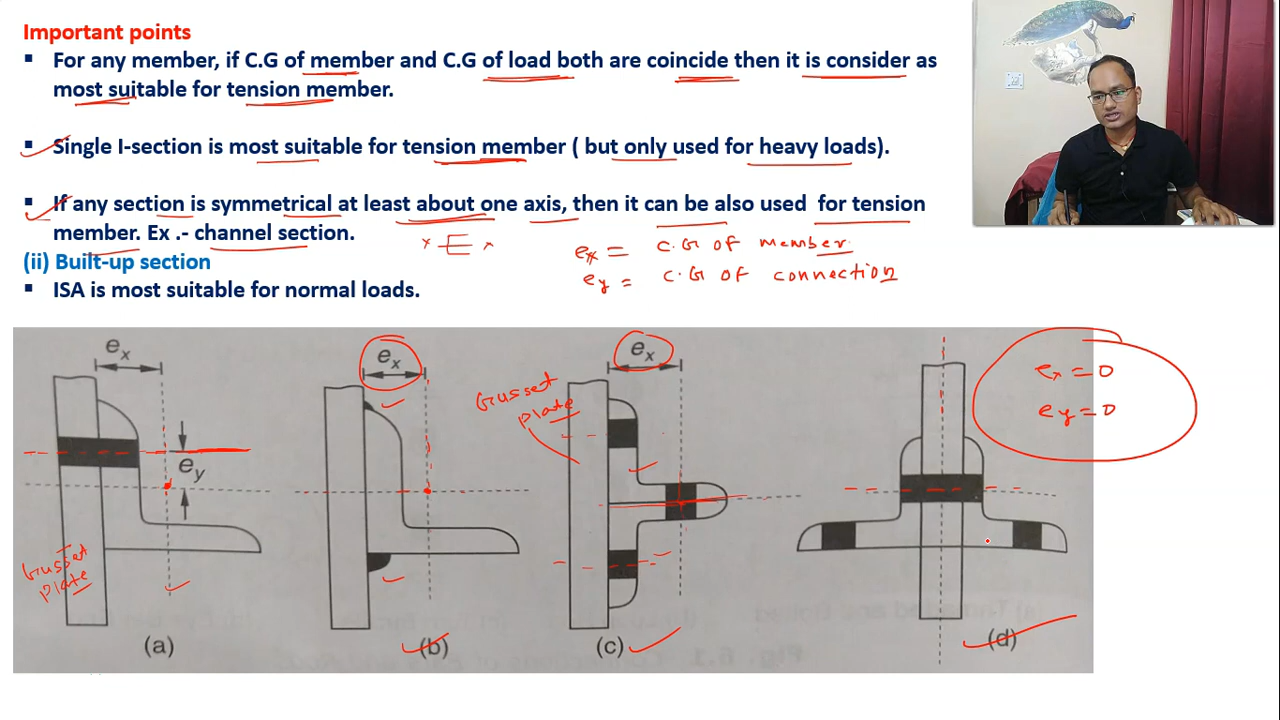 Important points
▪ For any member, if C.G of member and C.G of load both are coincide then it is consider as
most suitable for tension member.
▪ Single I-section is most suitable for tension member ( but only used for heavy loads).
▪ If any section is symmetrical at least about one axis, then it can be also used for tension
member. Ex .- channel section.
x x
ex = C.G of member
ey = C.G of connection
(ii) Built-up section
▪ ISA is most suitable for normal loads.
ex
ex
ex
ex = 0
ey = 0
Gusset
plate
ey
Gusset
plate
(a)
(b)
(c)
(d)